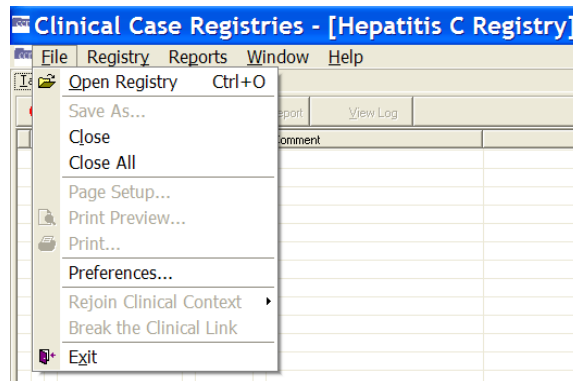 Clinical Case Registries - [Hepatitis C Registry]
File Registry Reports Window Help
Open Registry Ctrl+O
Save As...
View Log
Close
Close All
Page Setup...
Print Preview...
Print...
Preferences...
Rejoin Clinical Context
Break the Clinical Link
Exit